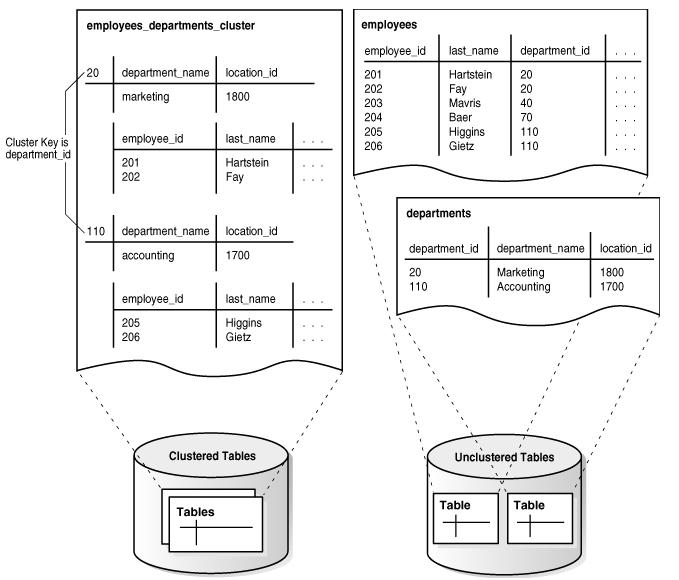 employees_departments_cluster
20 department_name location_id
marketing 1800
employee_id last_name . . .
201 Hartstein . . .
202 Fay . . .
Cluster Key is
department_id
110 department_name location_id
accounting 1700
employee_id last_name . . .
205 Higgins . . .
206 Gietz . . .
employees
employee_id last_name department_id . . .
201 Hartstein 20 . . .
202 Fay 20 . . .
203 Mavris 40 . . .
204 Baer 70 . . .
205 Higgins 110 . . .
206 Gietz 110 . . .
departments
department_id department_name location_id
20 Marketing 1800
110 Accounting 1700
Clustered Tables
Tables
Unclustered Tables
Table Table